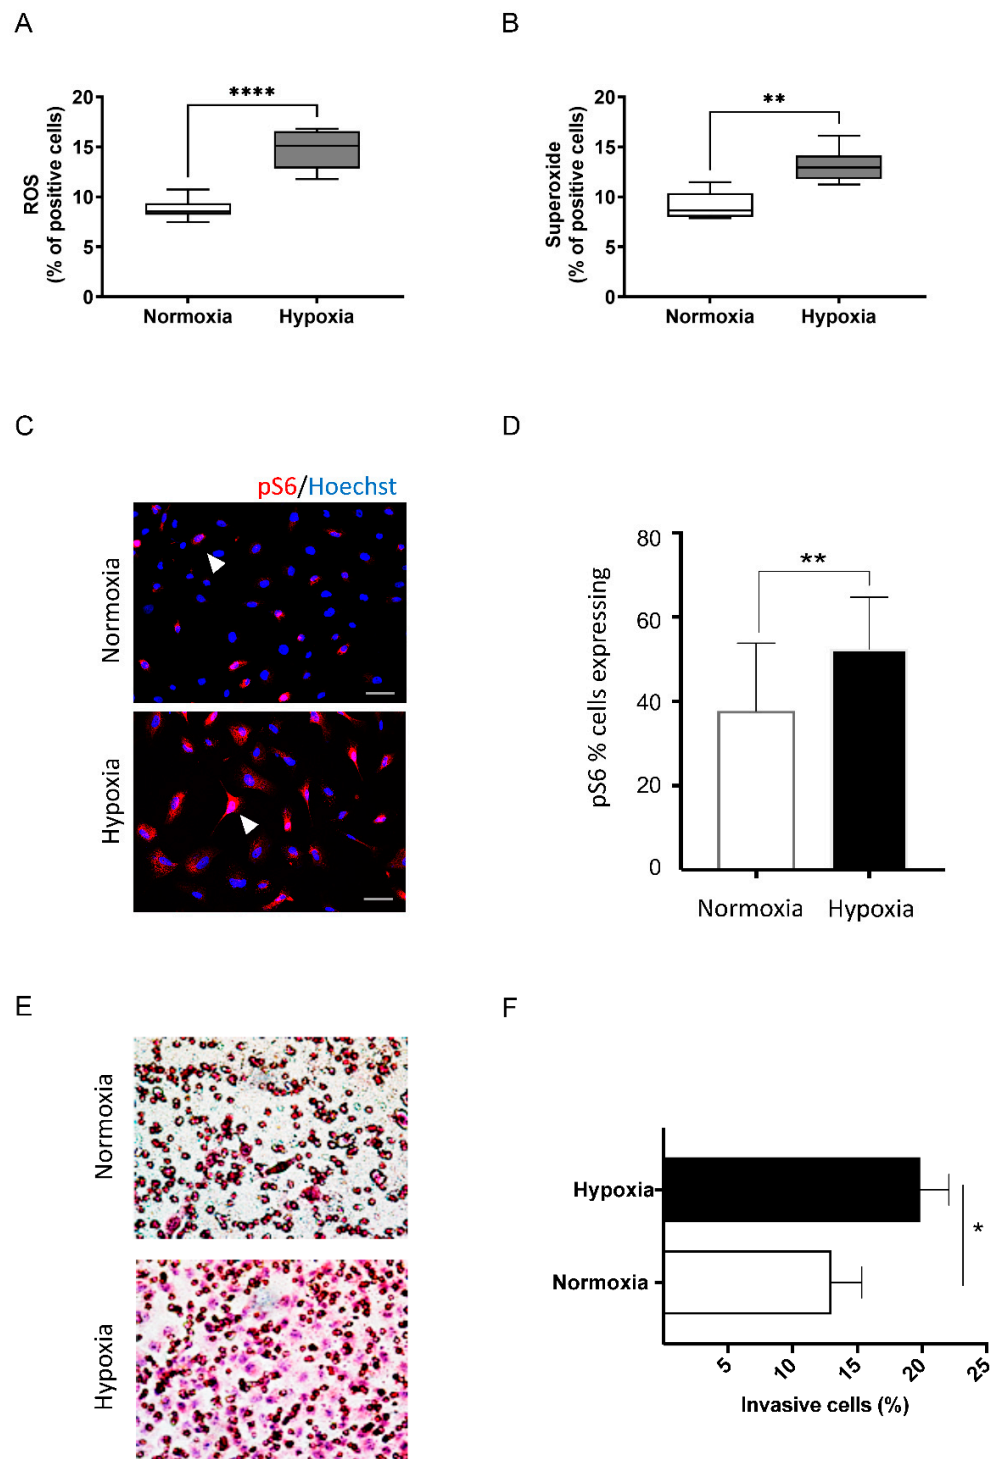 A
B
****
20
15
10
5
0
ROS
(% of positive cells)
Normoxia Hypoxia
**
20
15
10
5
0
Superoxide
(% of positive cells)
Normoxia Hypoxia
C
D
pS6/Hoechst
Normoxia
Hypoxia
**
80
60
40
20
0
pS6 % cells expressing
Normoxia Hypoxia
E
F
Normoxia
Hypoxia
Hypoxia
*
Normoxia
5 10 15 20 25
Invasive cells (%)